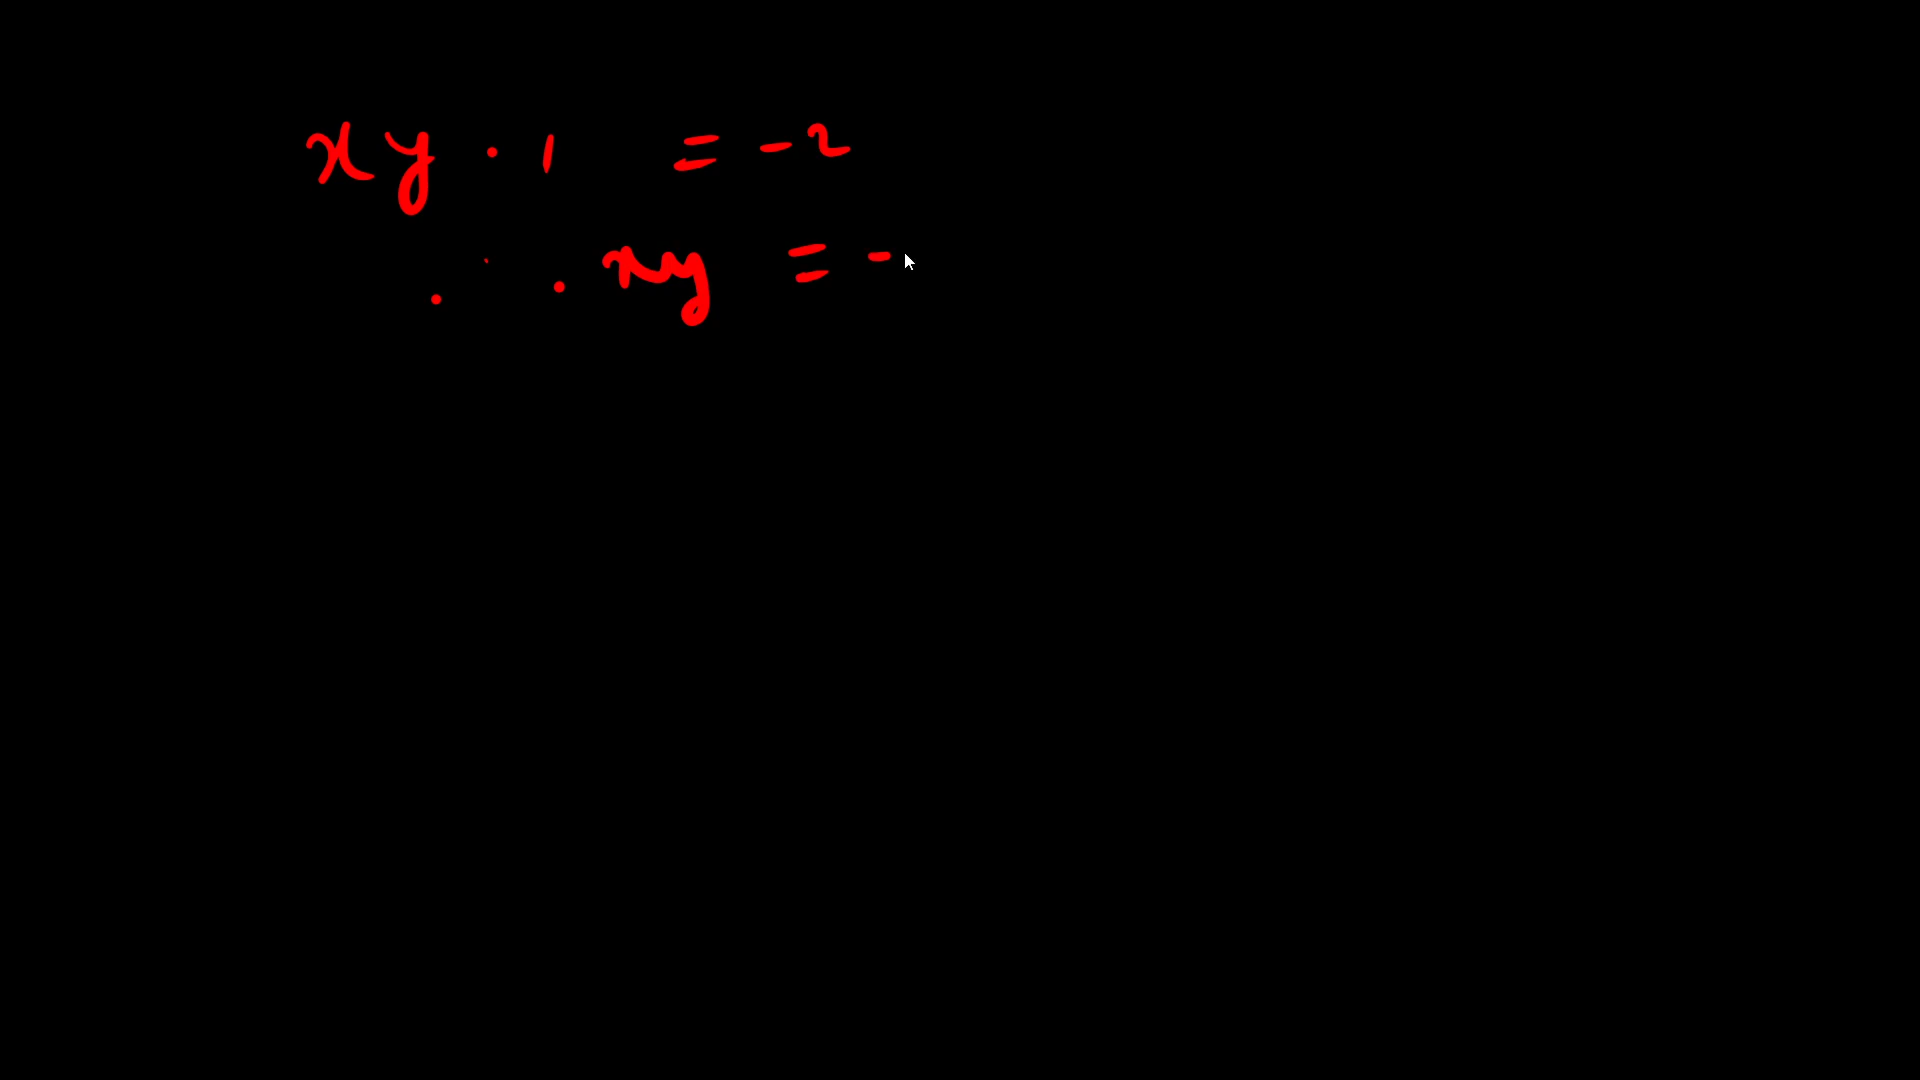 xy · 1 = -2
∴ xy = -